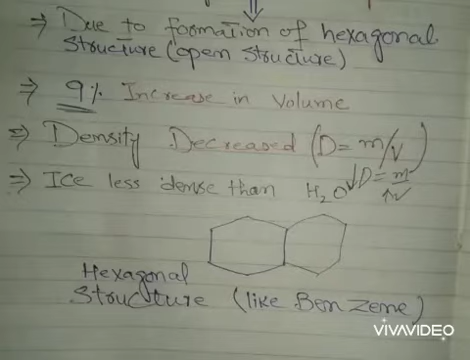 ⇒ Due to formation of hexagonal
Structure (open structure)
⇒ 9% Increase in Volume
⇒ Density Decreased (D = m/V)
⇒ Ice less dense than H₂O ↓D = m/↑V
Hexagonal
Structure (like Benzene)
VIVAVIDEO